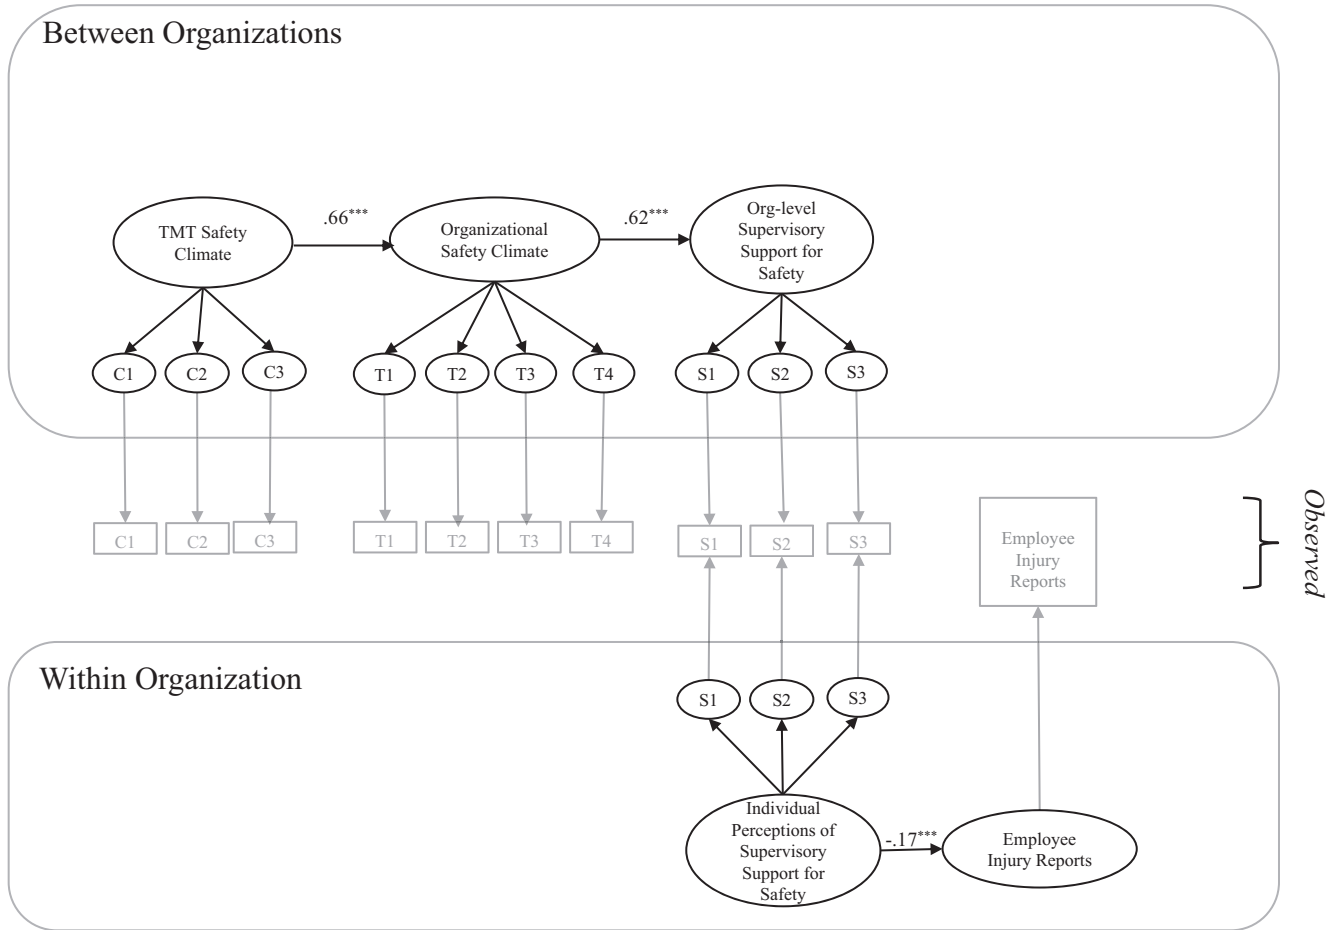 Between Organizations
.66***
.62***
TMT Safety
Climate
Organizational
Safety Climate
Org-level
Supervisory
Support for
Safety
C1
C2
C3
T1
T2
T3
T4
S1
S2
S3
C1
C2
C3
T1
T2
T3
T4
S1
S2
S3
Employee
Injury
Reports
Observed
Within Organization
S1
S2
S3
Individual
Perceptions of
Supervisory
Support for
Safety
-.17***
Employee
Injury Reports